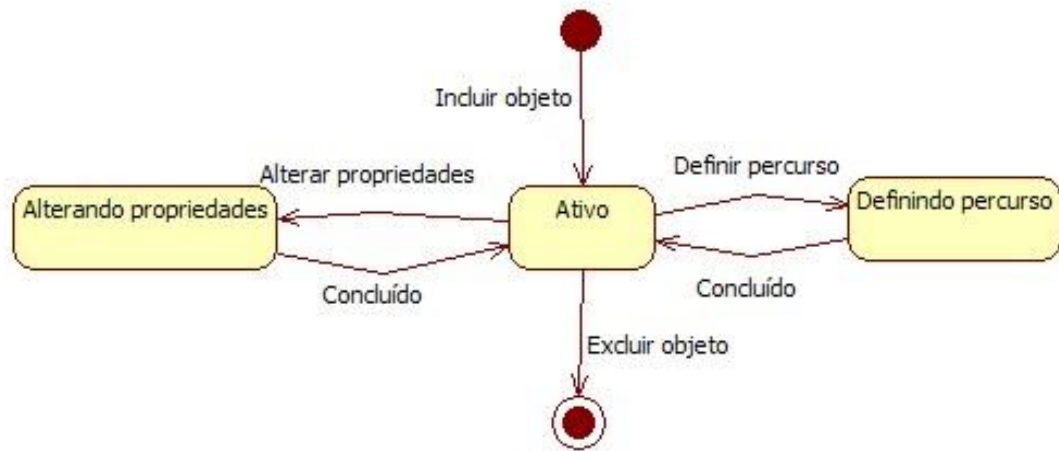 Incluir objeto
Alterar propriedades
Definir percurso
Alterando propriedades
Ativo
Definindo percurso
Concluído
Concluído
Excluir objeto